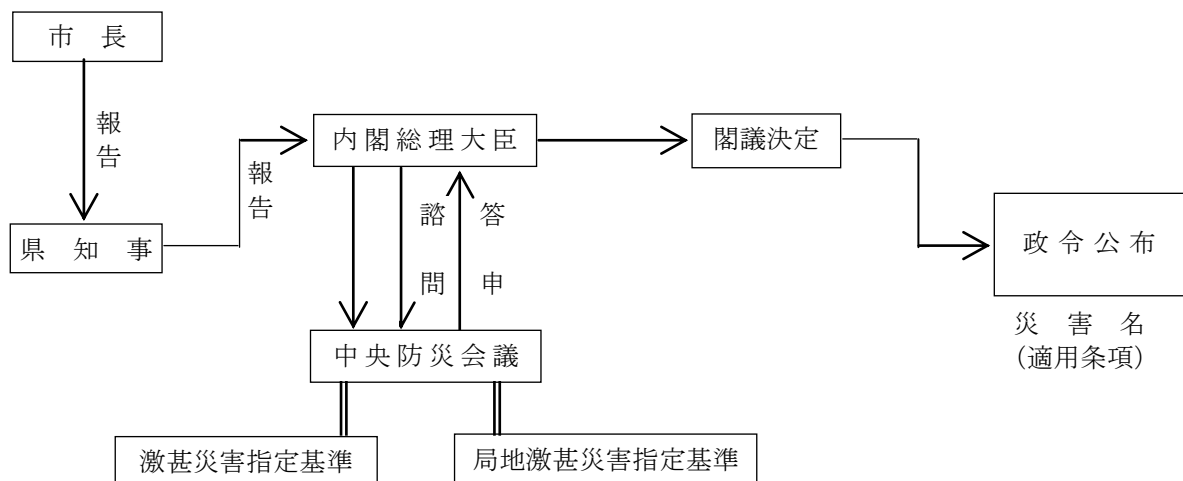 市長
報告
県知事
報告
内閣総理大臣
諮問
答申
中央防災会議
激甚災害指定基準
局地激甚災害指定基準
閣議決定
政令公布
災害名
(適用条項)